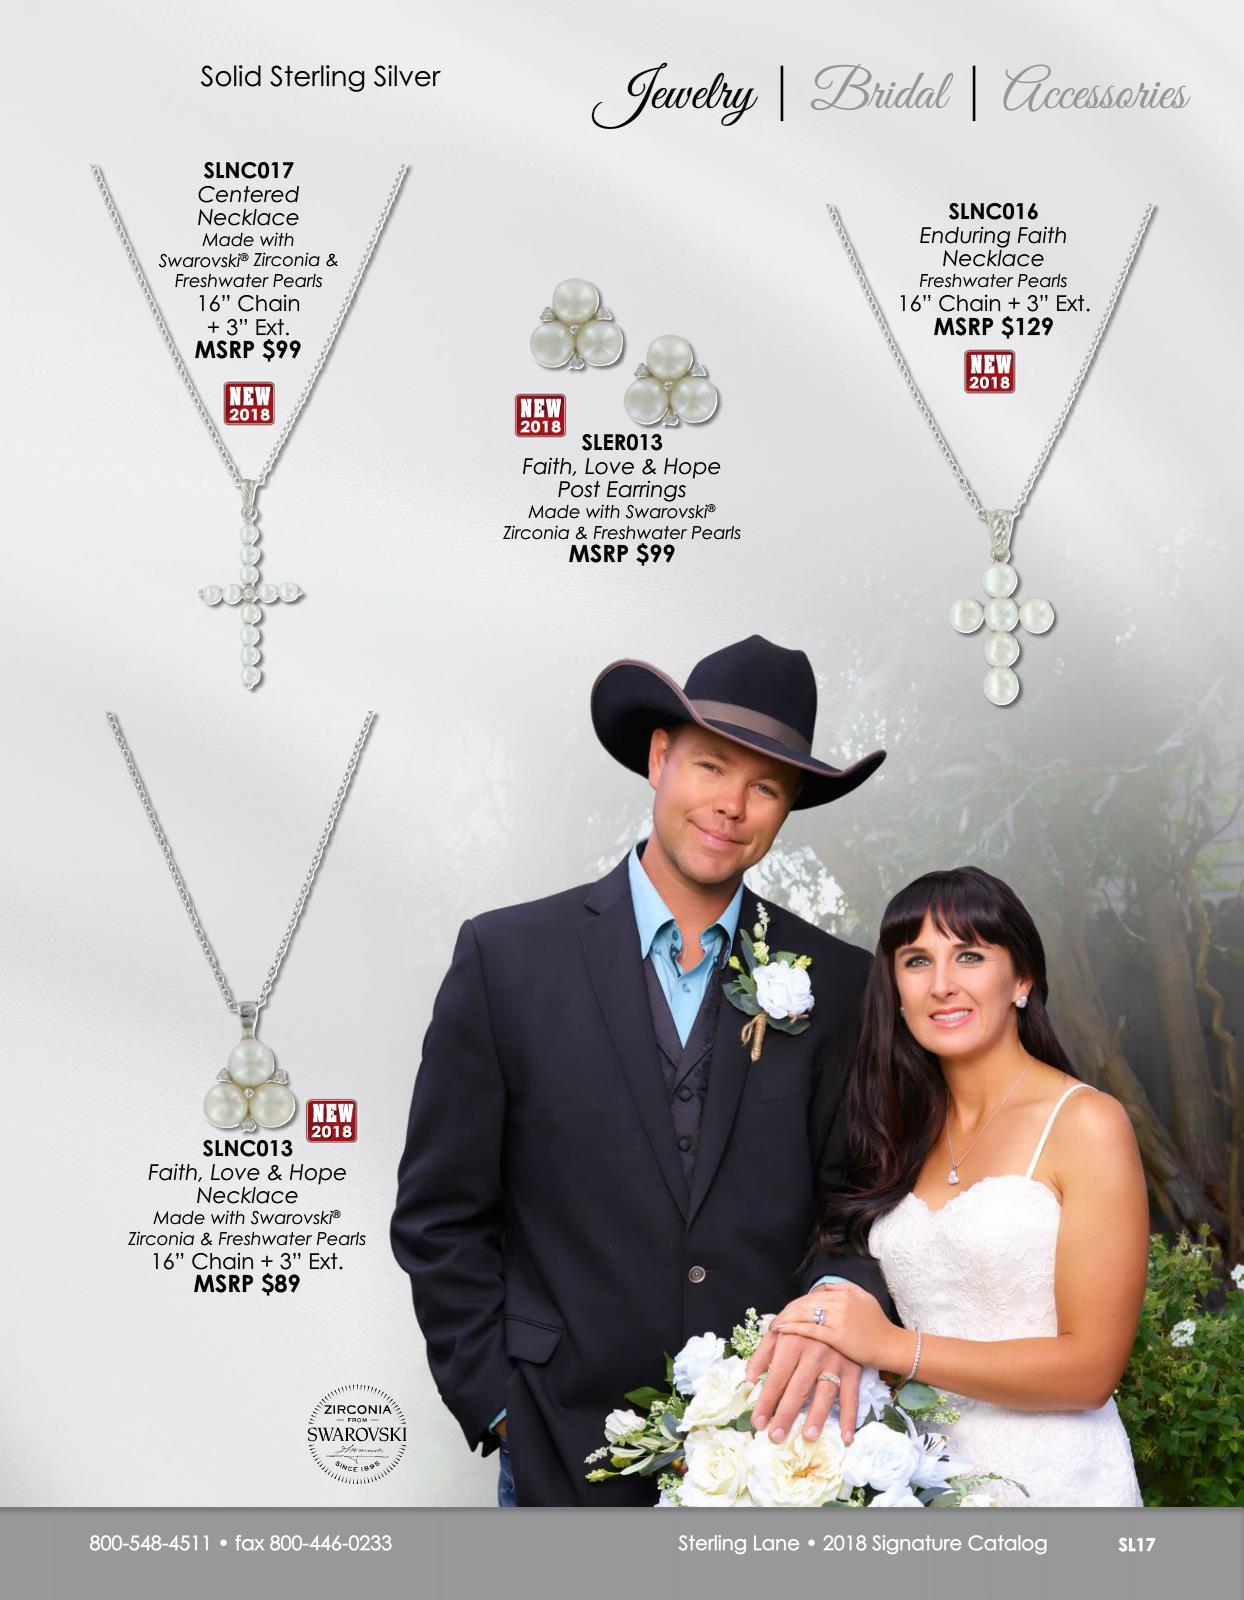 Solid Sterling Silver
Jewelry | Bridal | Accessories
SLNC017
Centered
Necklace
Made with
Swarovski® Zirconia &
Freshwater Pearls
16” Chain
+ 3” Ext.
MSRP $99
NEW
2018
SLNC016
Enduring Faith
Necklace
Freshwater Pearls
16” Chain + 3” Ext.
MSRP $129
NEW
2018
NEW
2018
SLER013
Faith, Love & Hope
Post Earrings
Made with Swarovski®
Zirconia & Freshwater Pearls
MSRP $99
NEW
2018
SLNC013
Faith, Love & Hope
Necklace
Made with Swarovski®
Zirconia & Freshwater Pearls
16” Chain + 3” Ext.
MSRP $89
ZIRCONIA
— FROM —
SWAROVSKI
SINCE 1895
800-548-4511 • fax 800-446-0233
Sterling Lane • 2018 Signature Catalog
SL17